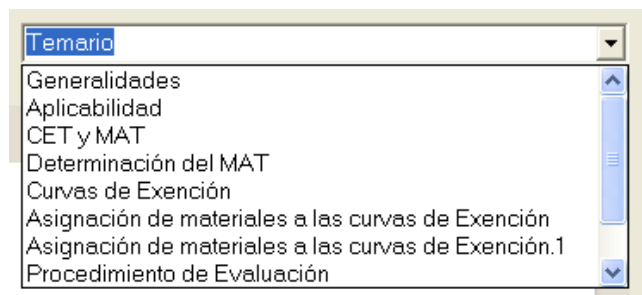 Temario
Generalidades
Aplicabilidad
CET y MAT
Determinación del MAT
Curvas de Exención
Asignación de materiales a las curvas de Exención
Asignación de materiales a las curvas de Exención.1
Procedimiento de Evaluación